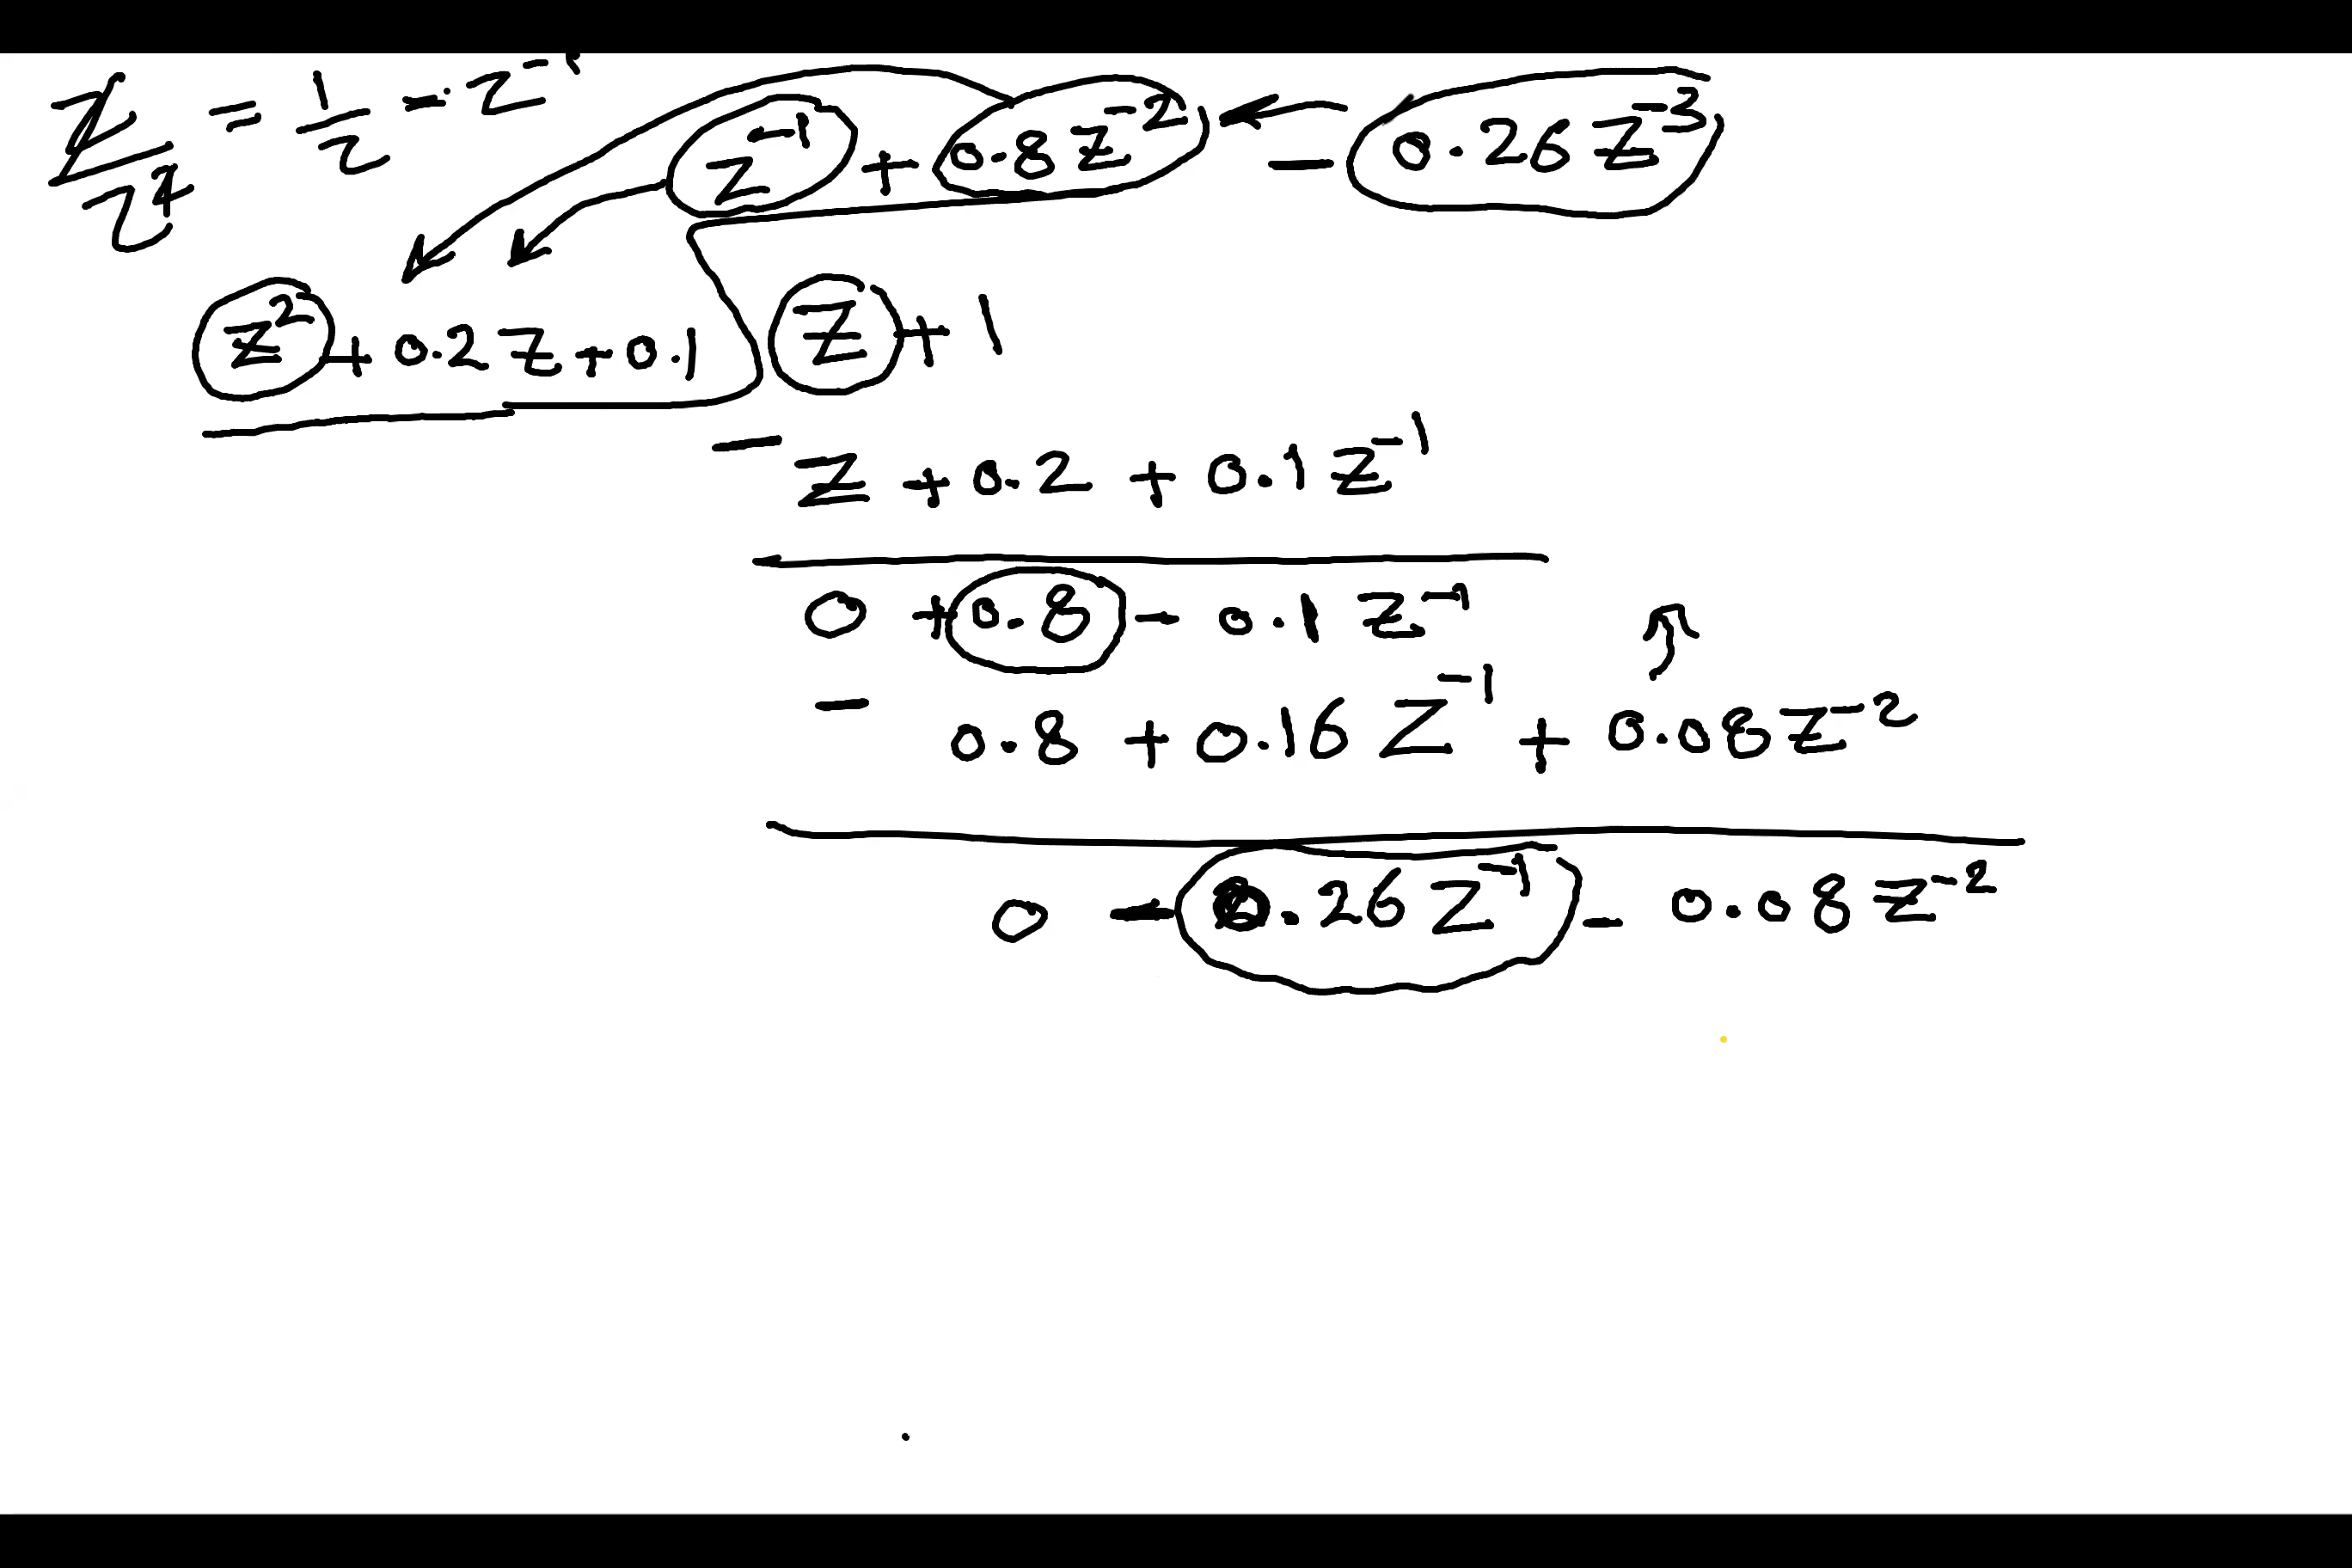 z/z² = 1/z = z⁻¹
z⁻¹ + 0.8z⁻² - 0.26z⁻³
z² + 0.2z + 0.1 z + 1
- z + 0.2 + 0.1z⁻¹
0 + 0.8 - 0.1z⁻¹
- 0.8 + 0.16z⁻¹ + 0.08z⁻²
0 - 0.26z⁻¹ - 0.08z⁻²